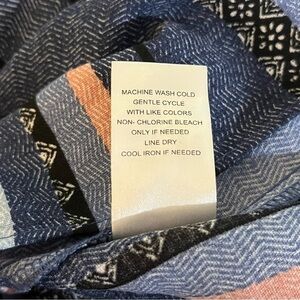 MACHINE WASH COLD
GENTLE CYCLE
WITH LIKE COLORS
NON- CHLORINE BLEACH
ONLY IF NEEDED
LINE DRY
COOL IRON IF NEEDED